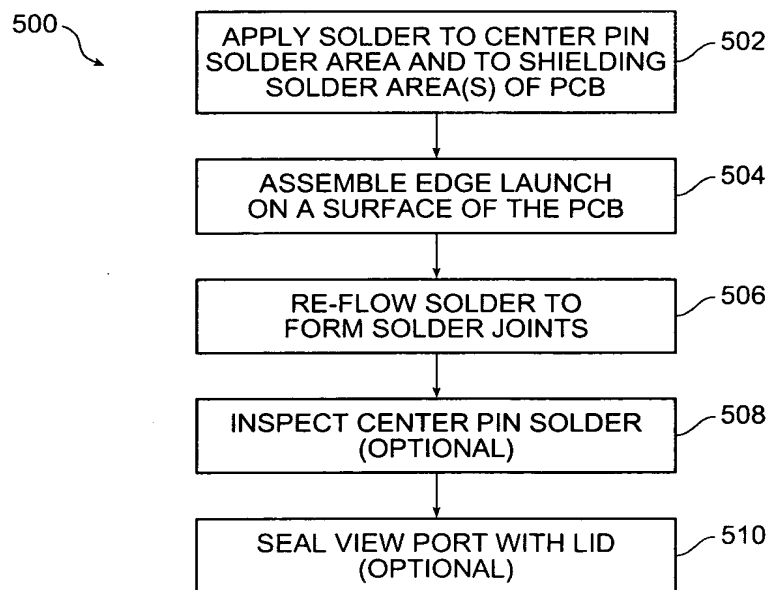 500
APPLY SOLDER TO CENTER PIN
SOLDER AREA AND TO SHIELDING
SOLDER AREA(S) OF PCB
502
ASSEMBLE EDGE LAUNCH
ON A SURFACE OF THE PCB
504
RE-FLOW SOLDER TO
FORM SOLDER JOINTS
506
INSPECT CENTER PIN SOLDER
(OPTIONAL)
508
SEAL VIEW PORT WITH LID
(OPTIONAL)
510